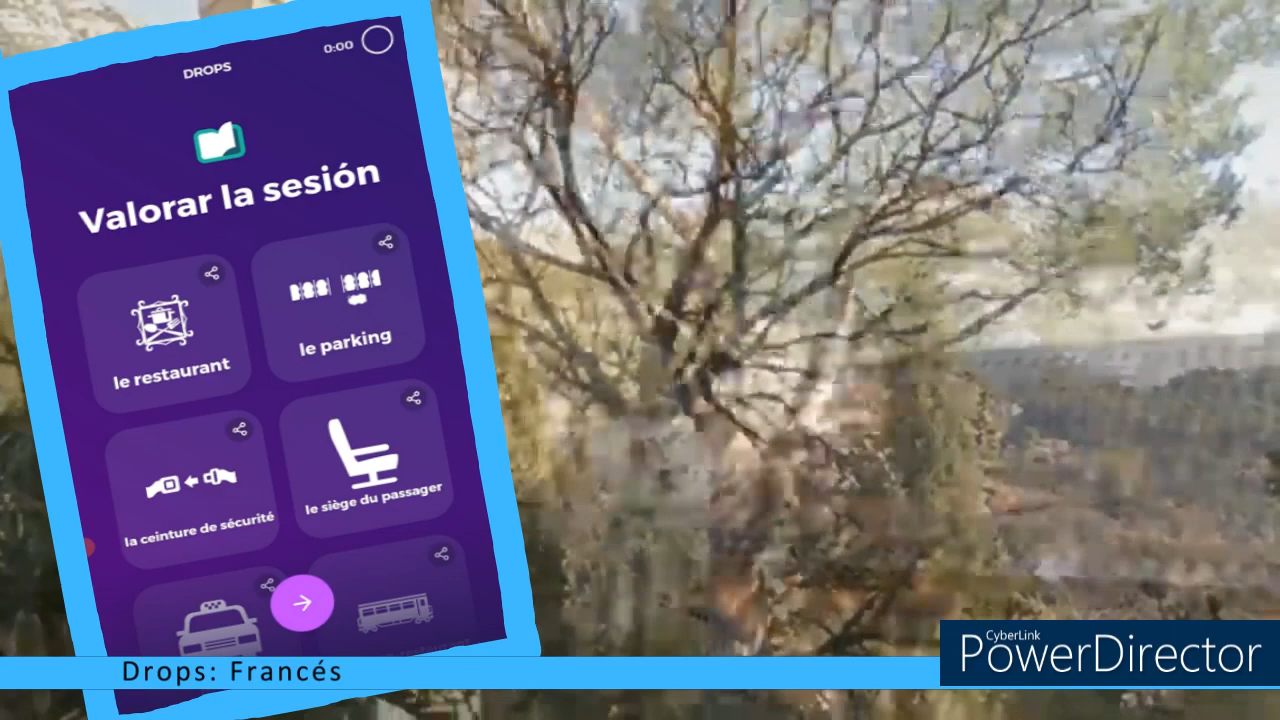 0:00
DROPS
Valorar la sesión
le restaurant
le parking
la ceinture de sécurité
le siège du passager
Drops: Francés
CyberLink
PowerDirector